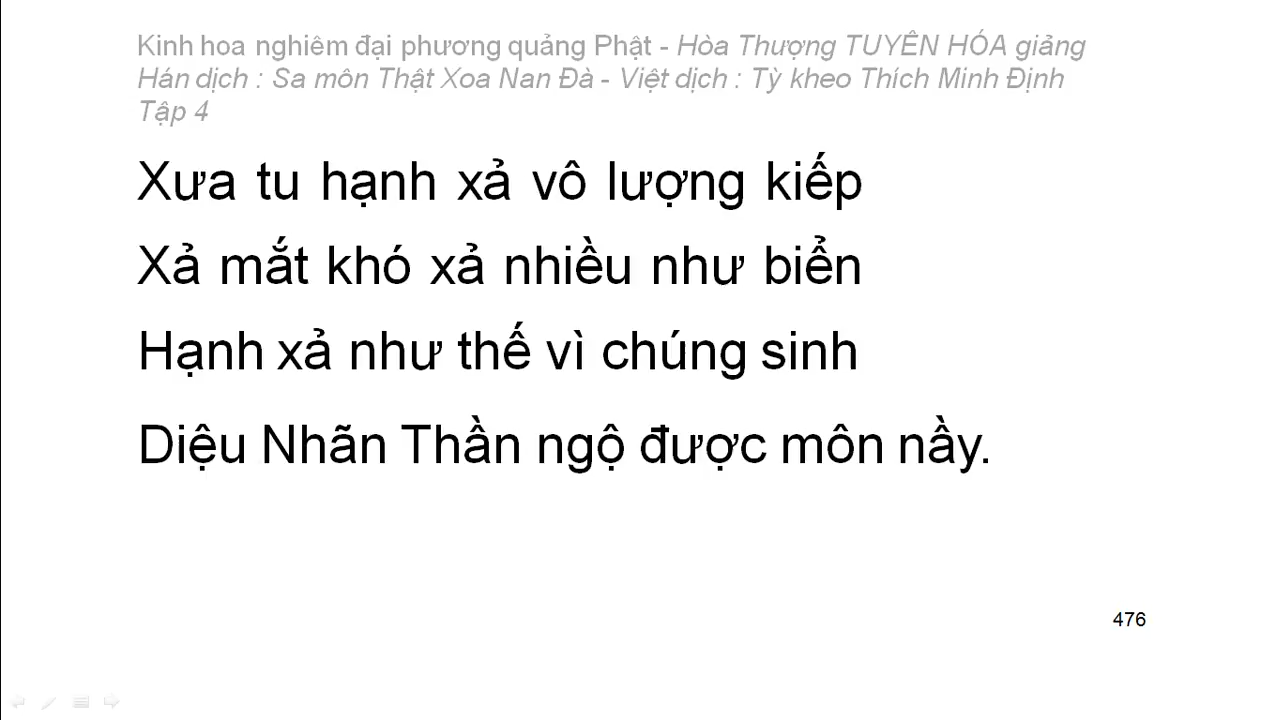 Kinh hoa nghiêm đại phương quảng Phật - Hòa Thượng TUYÊN HÓA giảng
Hán dịch : Sa môn Thật Xoa Nan Đà - Việt dịch : Tỳ kheo Thích Minh Định
Tập 4
Xưa tu hạnh xả vô lượng kiếp
Xả mắt khó xả nhiều như biển
Hạnh xả như thế vì chúng sinh
Diệu Nhãn Thần ngộ được môn nầy.
476